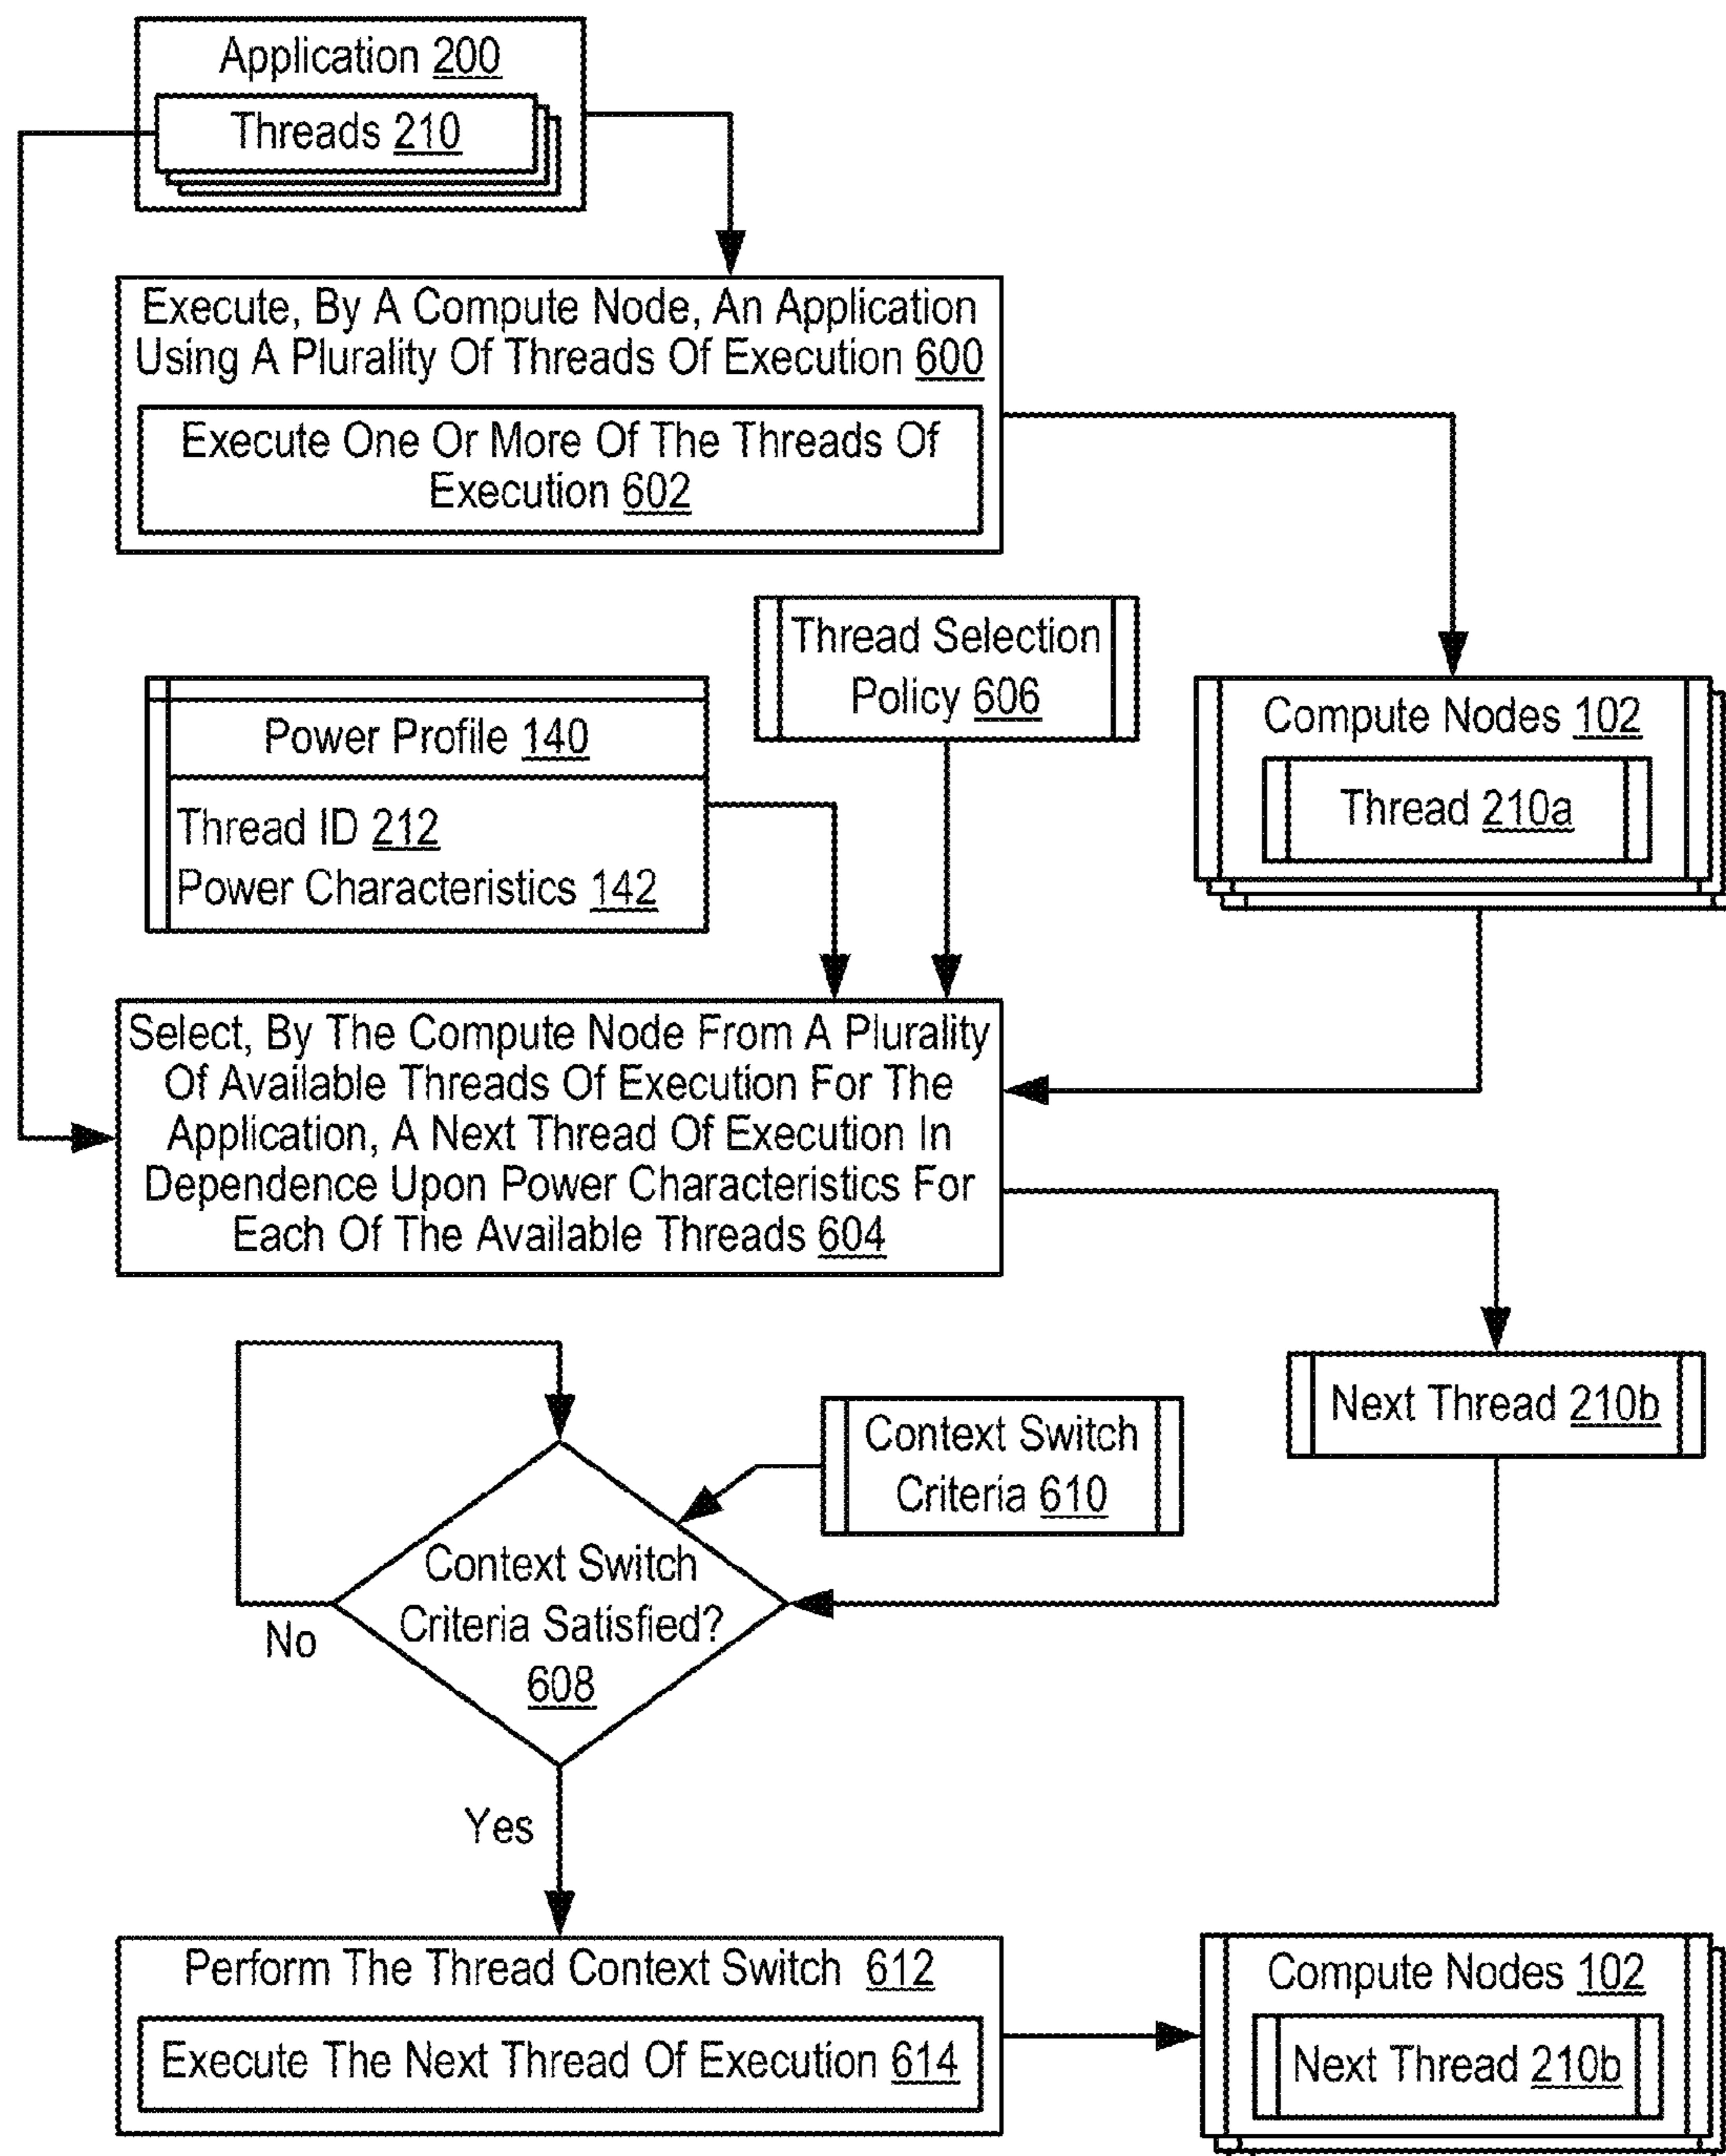 Application 200
Threads 210
Execute, By A Compute Node, An Application
Using A Plurality Of Threads Of Execution 600
Execute One Or More Of The Threads Of
Execution 602
Thread Selection
Policy 606
Power Profile 140
Thread ID 212
Power Characteristics 142
Compute Nodes 102
Thread 210a
Select, By The Compute Node From A Plurality
Of Available Threads Of Execution For The
Application, A Next Thread Of Execution In
Dependence Upon Power Characteristics For
Each Of The Available Threads 604
Next Thread 210b
Context Switch
Criteria 610
Context Switch
Criteria Satisfied?
608
No
Yes
Perform The Thread Context Switch 612
Execute The Next Thread Of Execution 614
Compute Nodes 102
Next Thread 210b